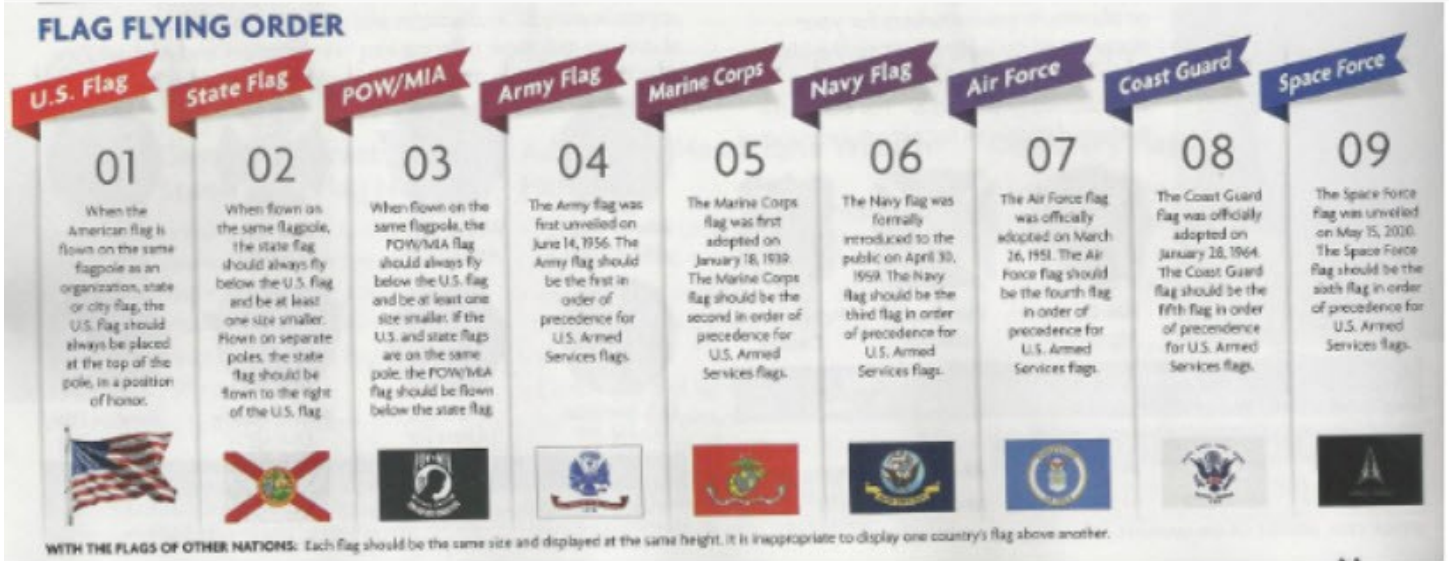 FLAG FLYING ORDER
U.S. Flag
01
When the
American flag is
flown on the same
flagpole as an
organization, state
or city flag, the
U.S. flag should
always be placed
at the top of the
pole, in a position
of honor.
State Flag
02
When flown on
the same flagpole,
the state flag
should always fly
below the U.S. flag
and be at least
one size smaller.
Flown on separate
poles, the state
flag should be
flown to the right
of the U.S. flag
POW/MIA
03
When flown on the
same flagpole, the
POW/MIA flag
should always fly
below the U.S. flag
and be at least one
size smaller. If the
U.S. and state flags
are on the same
pole, the POW/MIA
flag should be flown
below the state flag
Army Flag
04
The Army flag was
first unveiled on
June 14, 1956. The
Army flag should
be the first in
order of
precedence for
U.S. Armed
Services flags.
Marine Corps
05
The Marine Corps
flag was first
adopted on
January 18, 1939.
The Marine Corps
flag should be the
second in order of
precedence for
U.S. Armed
Services flags.
Navy Flag
06
The Navy flag was
formally
introduced to the
public on April 30,
1959. The Navy
flag should be the
third flag in order
of precedence for
U.S. Armed
Services flags.
Air Force
07
The Air Force flag
was officially
adopted on March
26, 1951. The Air
Force flag should
be the fourth flag
in order of
precedence for
U.S. Armed
Services flags.
Coast Guard
08
The Coast Guard
flag was officially
adopted on
January 28, 1964.
The Coast Guard
flag should be the
fifth flag in order
of precendence
for U.S. Armed
Services flags.
Space Force
09
The Space Force
flag was unveiled
on May 15, 2020.
The Space Force
flag should be the
sixth flag in order
of precedence for
U.S. Armed
Services flags.
WITH THE FLAGS OF OTHER NATIONS: Each flag should be the same size and displayed at the same height. It is inappropriate to display one country's flag above another.